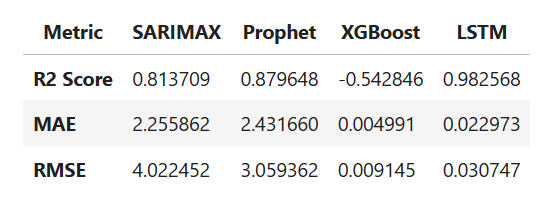 Metric SARIMAX Prophet XGBoost LSTM
R2 Score 0.813709 0.879648 -0.542846 0.982568
MAE 2.255862 2.431660 0.004991 0.022973
RMSE 4.022452 3.059362 0.009145 0.030747